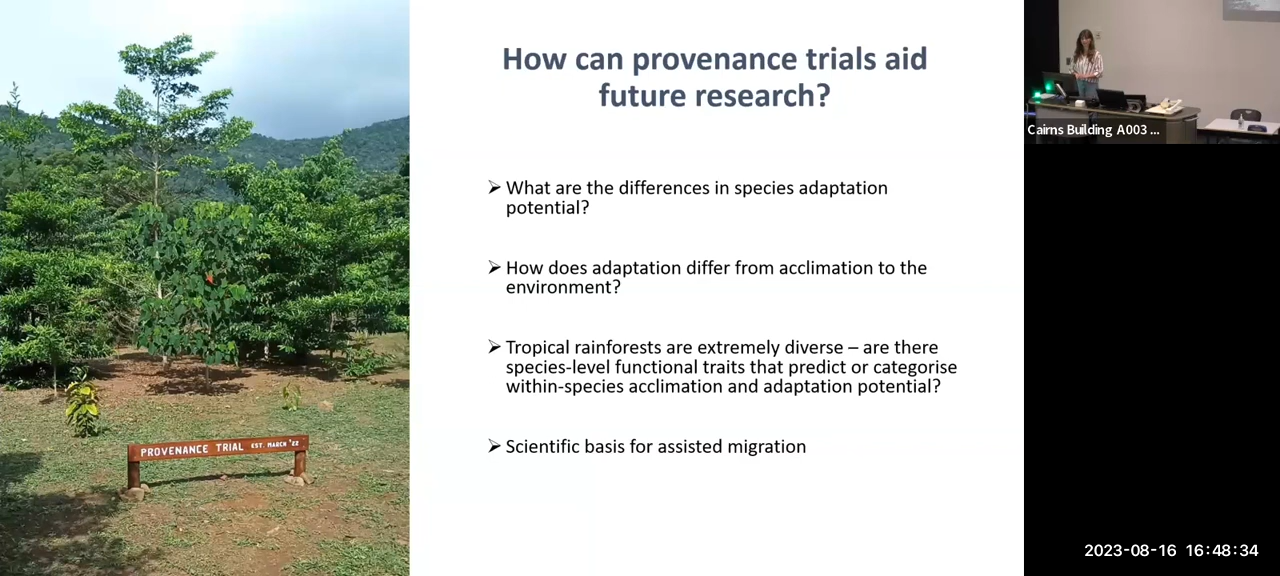 How can provenance trials aid
future research?
➢ What are the differences in species adaptation
potential?
➢ How does adaptation differ from acclimation to the
environment?
➢ Tropical rainforests are extremely diverse – are there
species-level functional traits that predict or categorise
within-species acclimation and adaptation potential?
➢ Scientific basis for assisted migration
PROVENANCE TRIAL EST. MARCH '22
Cairns Building A003 ...
2023-08-16 16:48:34